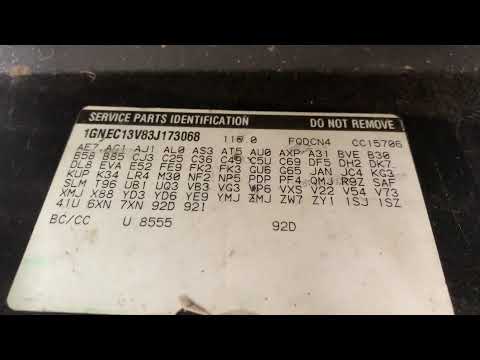 SERVICE PARTS IDENTIFICATION DO NOT REMOVE
1GNEC13V83J173068 116 0 FQDCN4 CC15706
AE7 AG1 AJ1 AL0 AS3 AT5 AU0 AXP A31 BVE B30
B58 B85 CJ3 C25 C36 C49 C5U C69 DF5 DH2 DK7
DL8 EVA E52 FE9 FK2 FK3 GU6 G65 JAN JC4 KG3
KUP K34 LR4 M30 NF2 NP5 PDP PF4 QMJ R9Z SAF
SLM T96 UB1 UQ3 VB3 VG3 VP6 VXS V22 V54 V73
XMJ X88 YD3 YD6 YE9 YMJ ZMJ ZW7 ZY1 1SJ 1SZ
41U 6XN 7XN 92D 92I
BC/CC U 8555 92D